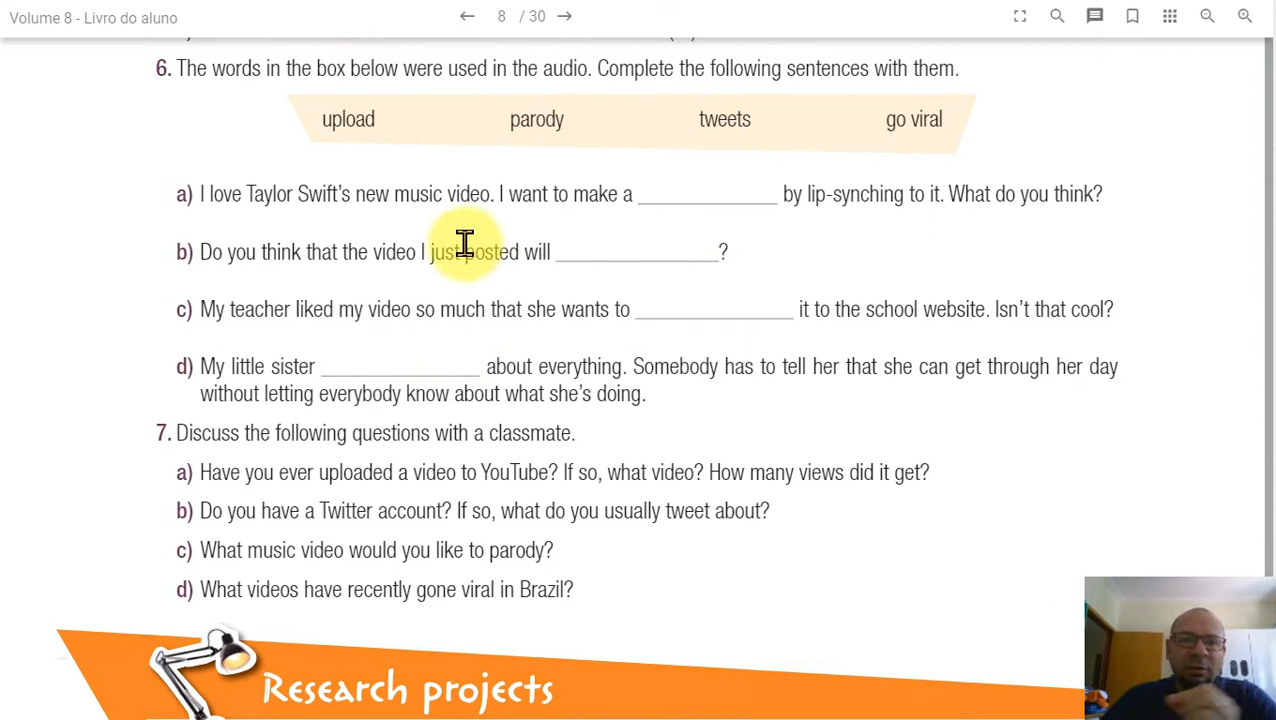 Volume 8 - Livro do aluno
8 / 30
6. The words in the box below were used in the audio. Complete the following sentences with them.
upload parody tweets go viral
a) I love Taylor Swift's new music video. I want to make a ______________ by lip-synching to it. What do you think?
b) Do you think that the video I just posted will ________________?
c) My teacher liked my video so much that she wants to ________________ it to the school website. Isn't that cool?
d) My little sister ________________ about everything. Somebody has to tell her that she can get through her day
without letting everybody know about what she's doing.
7. Discuss the following questions with a classmate.
a) Have you ever uploaded a video to YouTube? If so, what video? How many views did it get?
b) Do you have a Twitter account? If so, what do you usually tweet about?
c) What music video would you like to parody?
d) What videos have recently gone viral in Brazil?
Research projects